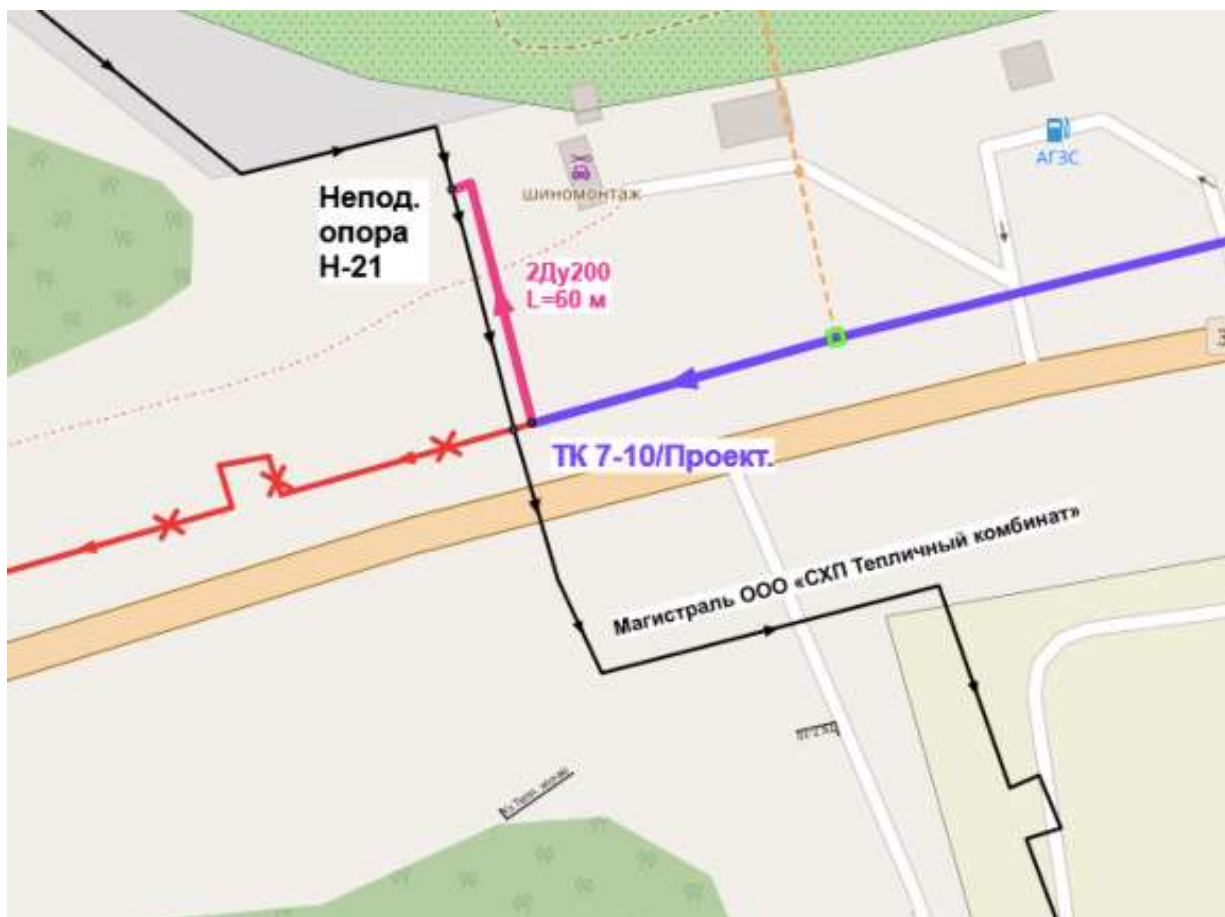 АГЗС
шиномонтаж
Непод.
опора
Н-21
2Ду200
L=60 м
ТК 7-10/Проект.
Магистраль ООО «СХП Тепличный комбинат»